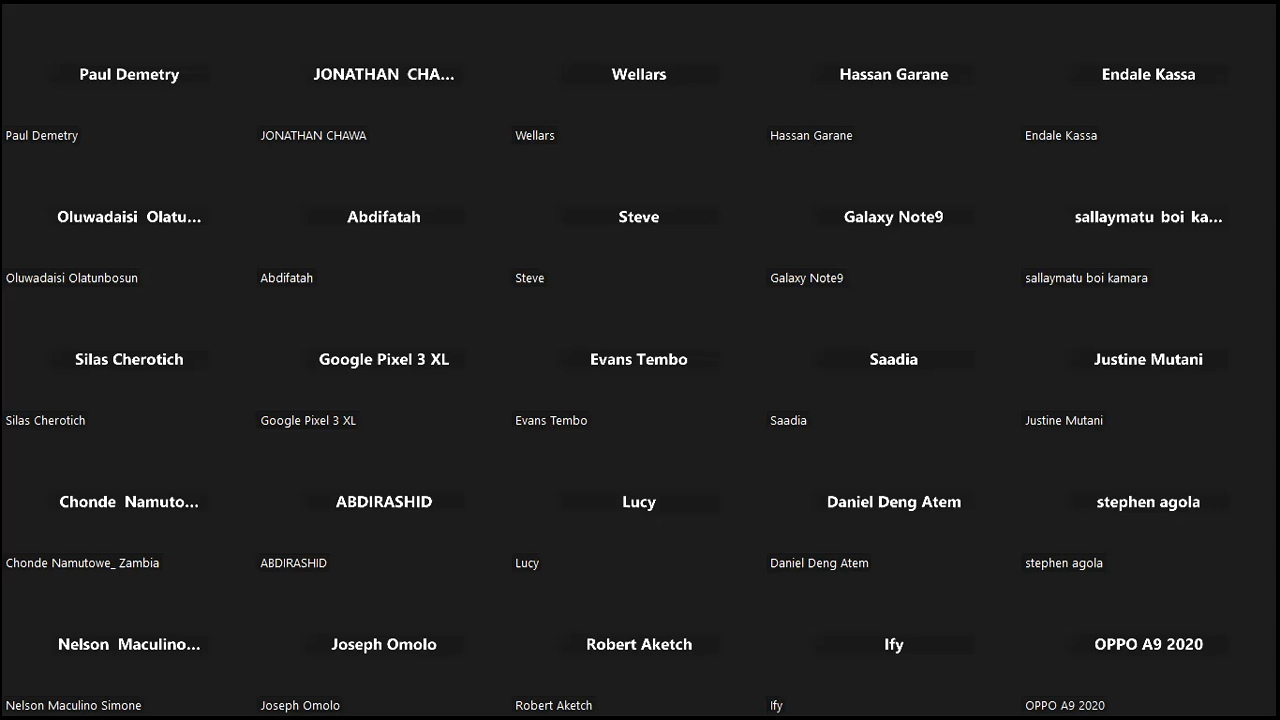 Paul Demetry
JONATHAN CHA...
Wellars
Hassan Garane
Endale Kassa
Paul Demetry
JONATHAN CHAWA
Wellars
Hassan Garane
Endale Kassa
Oluwadaisi Olatu...
Abdifatah
Steve
Galaxy Note9
sallaymatu boi ka...
Oluwadaisi Olatunbosun
Abdifatah
Steve
Galaxy Note9
sallaymatu boi kamara
Silas Cherotich
Google Pixel 3 XL
Evans Tembo
Saadia
Justine Mutani
Silas Cherotich
Google Pixel 3 XL
Evans Tembo
Saadia
Justine Mutani
Chonde Namuto...
ABDIRASHID
Lucy
Daniel Deng Atem
stephen agola
Chonde Namutowe_ Zambia
ABDIRASHID
Lucy
Daniel Deng Atem
stephen agola
Nelson Maculino...
Joseph Omolo
Robert Aketch
Ify
OPPO A9 2020
Nelson Maculino Simone
Joseph Omolo
Robert Aketch
Ify
OPPO A9 2020